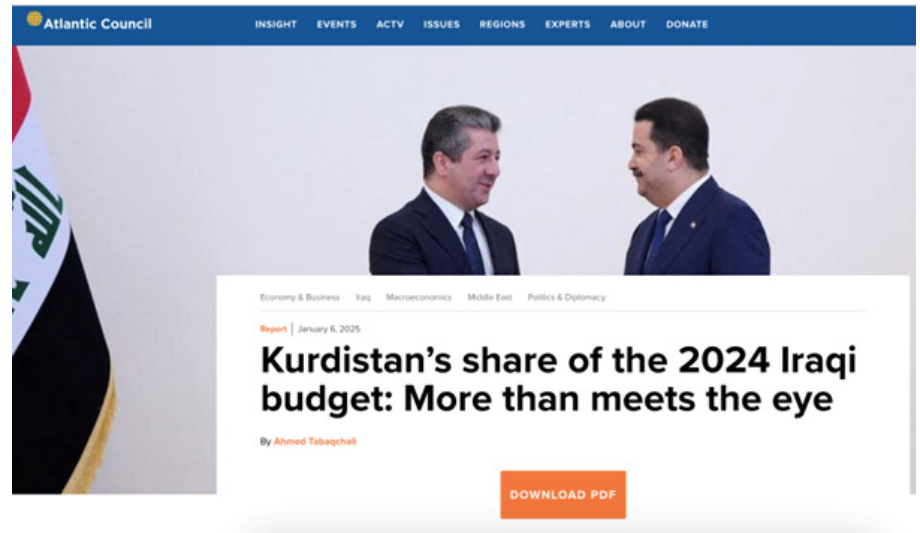 Atlantic Council
INSIGHT EVENTS ACTV ISSUES REGIONS EXPERTS ABOUT DONATE
الله
Economy & Business Iraq Macroeconomics Middle East Politics & Diplomacy
Report | January 6, 2025
Kurdistan's share of the 2024 Iraqi
budget: More than meets the eye
By Ahmed Tabaqchali
DOWNLOAD PDF